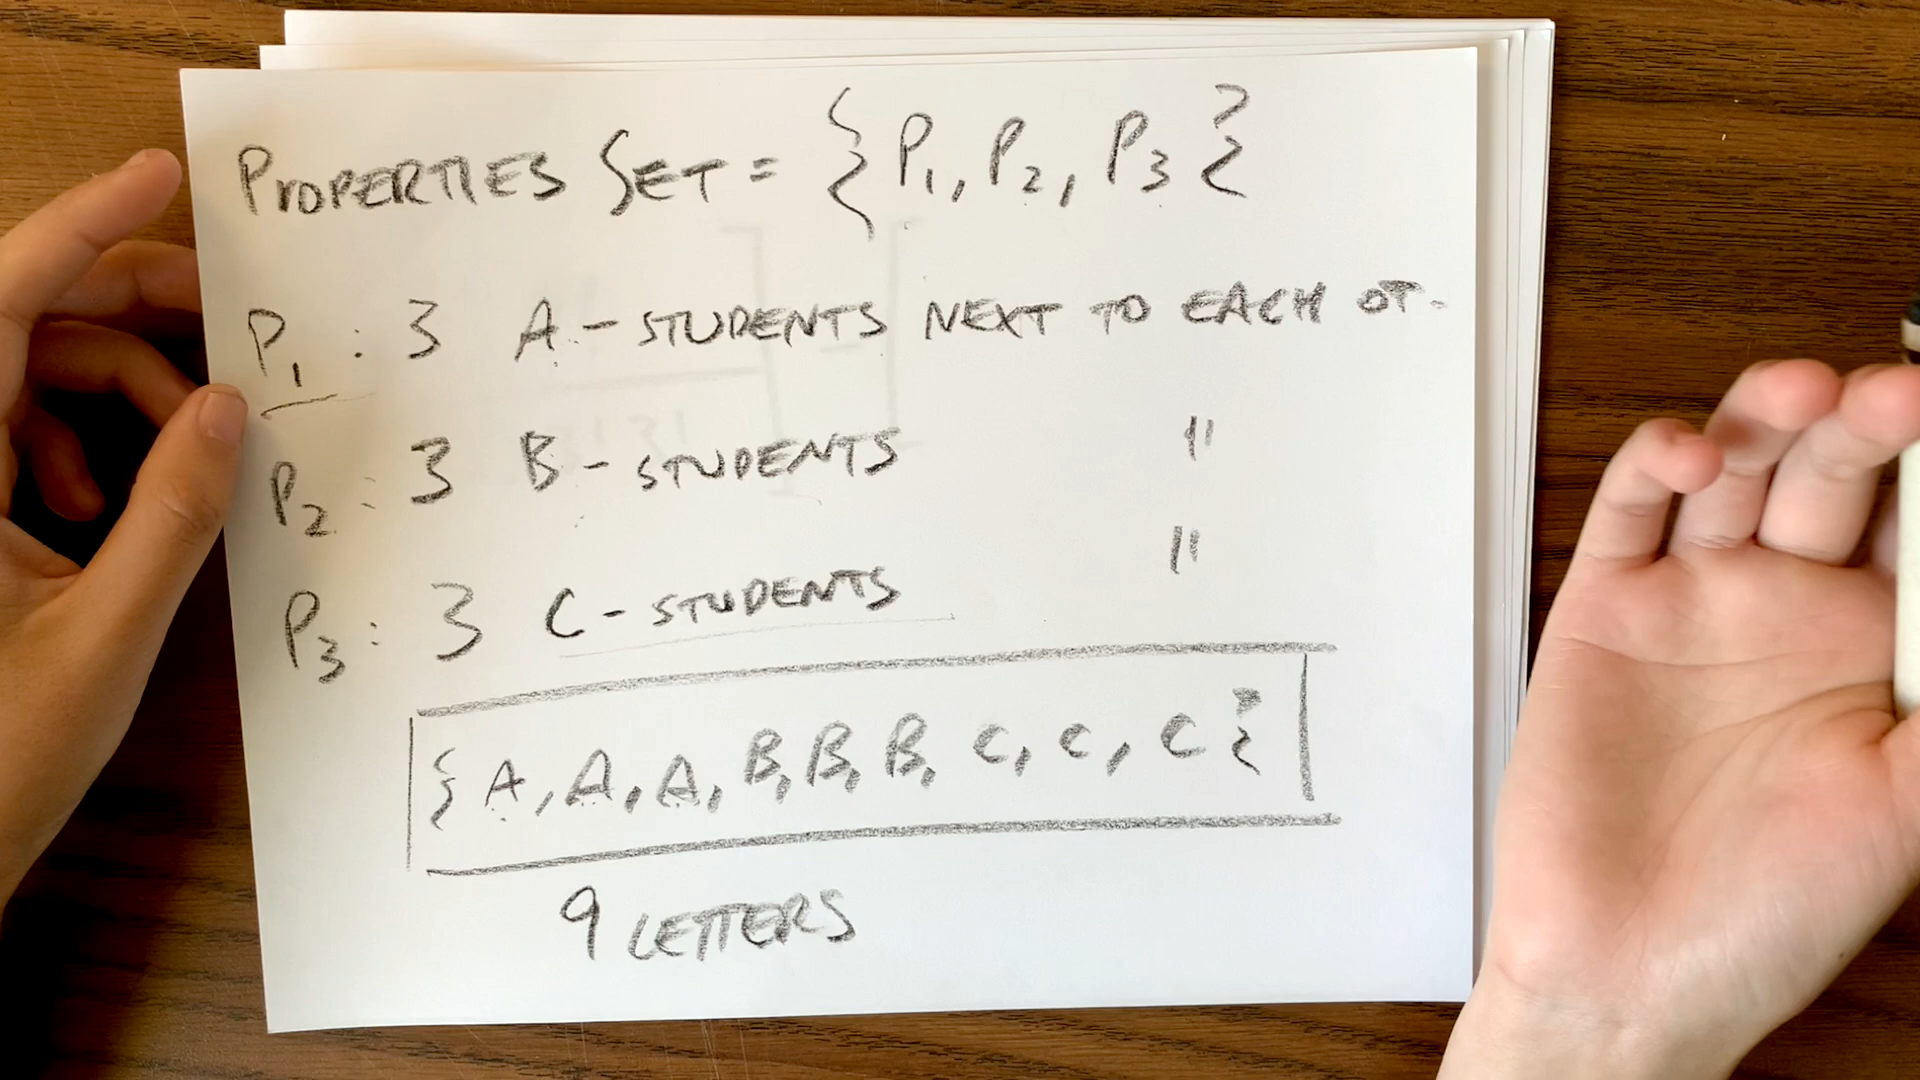 PROPERTIES SET = { P1, P2, P3 }
P1 : 3 A - STUDENTS NEXT TO EACH OT-
P2 : 3 B - STUDENTS "
P3 : 3 C - STUDENTS "
{ A, A, A, B, B, B, C, C, C }
9 LETTERS